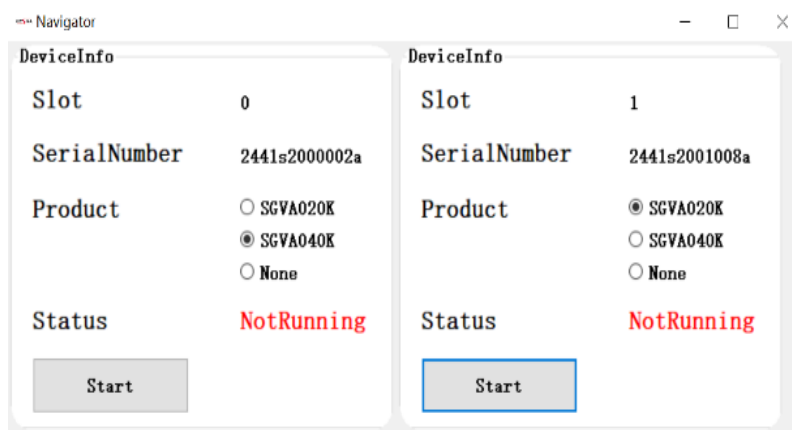 Navigator
DeviceInfo
Slot 0
SerialNumber 2441s2000002a
Product SGVA020K
SGVA040K
None
Status NotRunning
Start
DeviceInfo
Slot 1
SerialNumber 2441s2001008a
Product SGVA020K
SGVA040K
None
Status NotRunning
Start